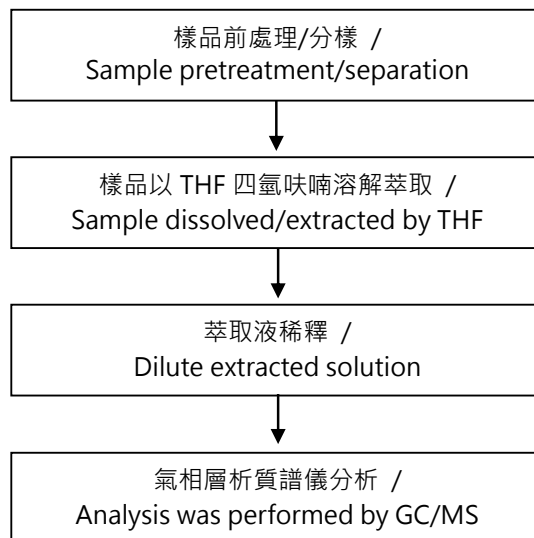 樣品前處理/分樣 /
Sample pretreatment/separation
樣品以 THF 四氫呋喃溶解萃取 /
Sample dissolved/extracted by THF
萃取液稀釋 /
Dilute extracted solution
氣相層析質譜儀分析 /
Analysis was performed by GC/MS